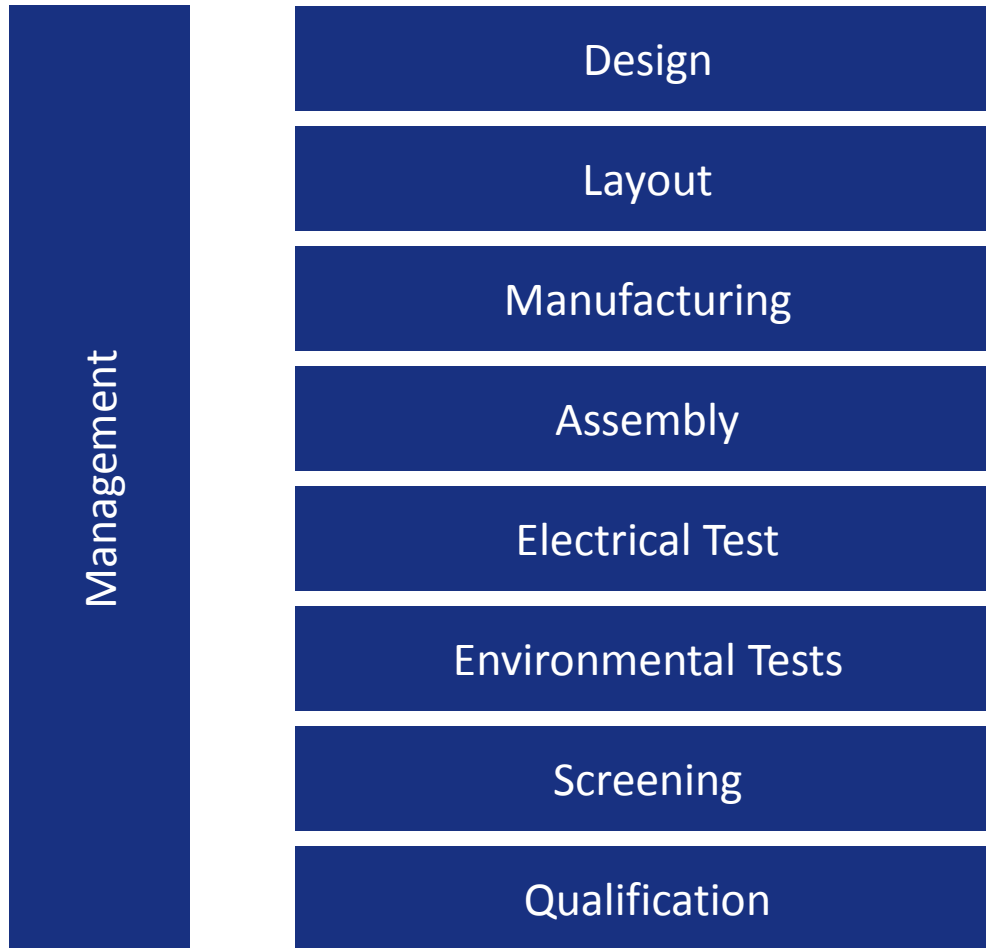 Management
Design
Layout
Manufacturing
Assembly
Electrical Test
Environmental Tests
Screening
Qualification